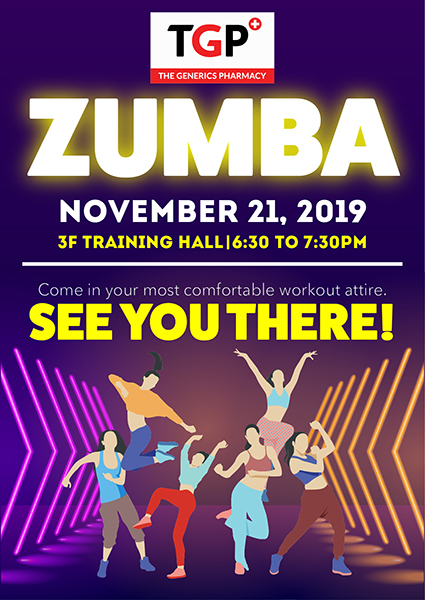 TGP
THE GENERICS PHARMACY
ZUMBA
NOVEMBER 21, 2019
3F TRAINING HALL|6:30 TO 7:30PM
Come in your most comfortable workout attire.
SEE YOU THERE!